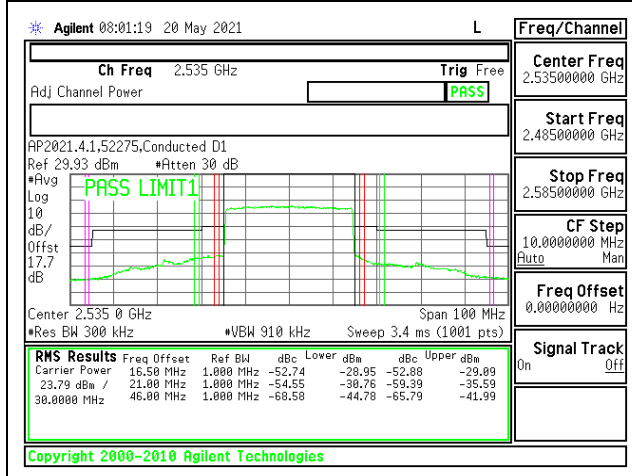 Agilent 08:01:19 20 May 2021 L
Freq/Channel
Ch Freq 2.535 GHz Trig Free
Adj Channel Power PASS
AP2021.4.1,52275,Conducted D1
Ref 29.93 dBm #Atten 30 dB
#Avg
Log
10
dB/
Offst
17.7
dB
PASS LIMIT1
Center 2.535 0 GHz Span 100 MHz
#Res BW 300 kHz #VBW 910 kHz Sweep 3.4 ms (1001 pts)
RMS Results Freq Offset Ref BW dBc Lower dBm dBc Upper dBm
Carrier Power 16.50 MHz 1.000 MHz -52.74 -28.95 -52.88 -29.09
23.79 dBm / 21.00 MHz 1.000 MHz -54.55 -30.76 -59.39 -35.59
30.0000 MHz 46.00 MHz 1.000 MHz -68.58 -44.78 -65.79 -41.99
Center Freq
2.53500000 GHz
Start Freq
2.48500000 GHz
Stop Freq
2.58500000 GHz
CF Step
10.0000000 MHz
Auto Man
Freq Offset
0.00000000 Hz
Signal Track
On Off
Copyright 2000-2010 Agilent Technologies